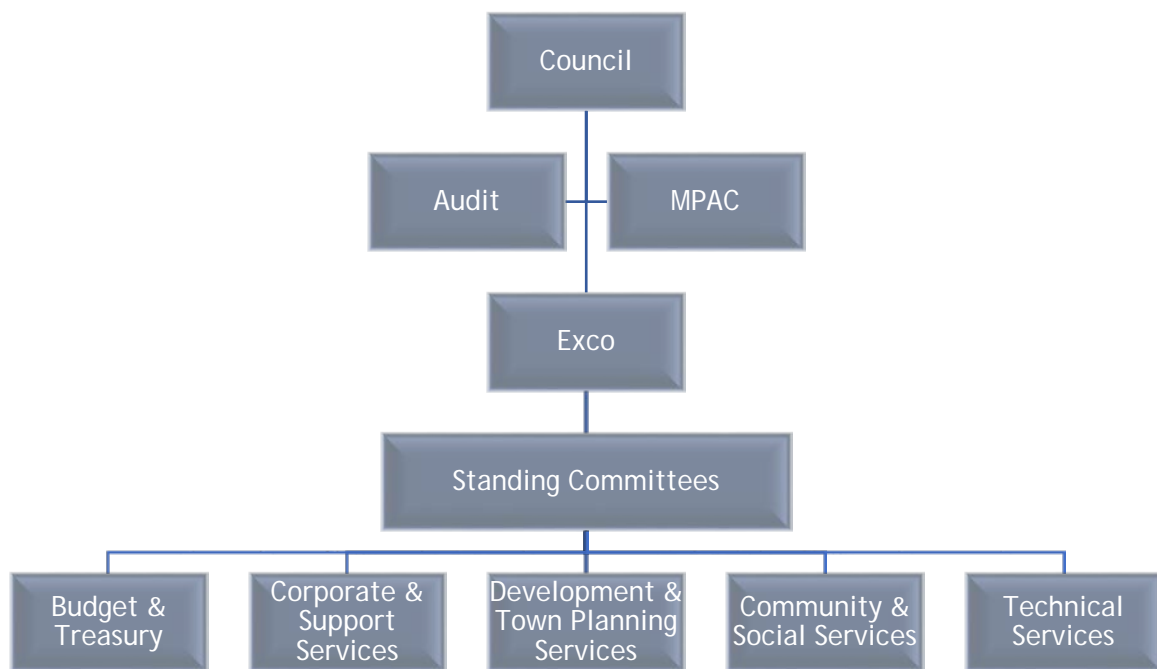 Council
Audit
MPAC
Exco
Standing Committees
Budget &
Treasury
Corporate &
Support
Services
Development &
Town Planning
Services
Community &
Social Services
Technical
Services